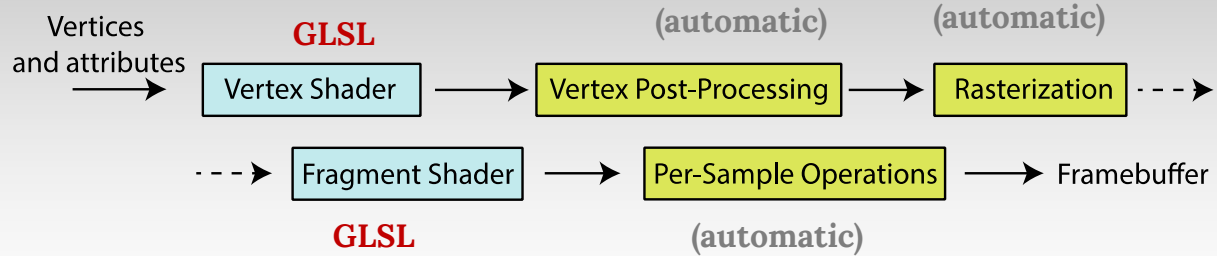 Vertices
and attributes
GLSL
(automatic)
(automatic)
Vertex Shader
Vertex Post-Processing
Rasterization
Fragment Shader
Per-Sample Operations
Framebuffer
GLSL
(automatic)